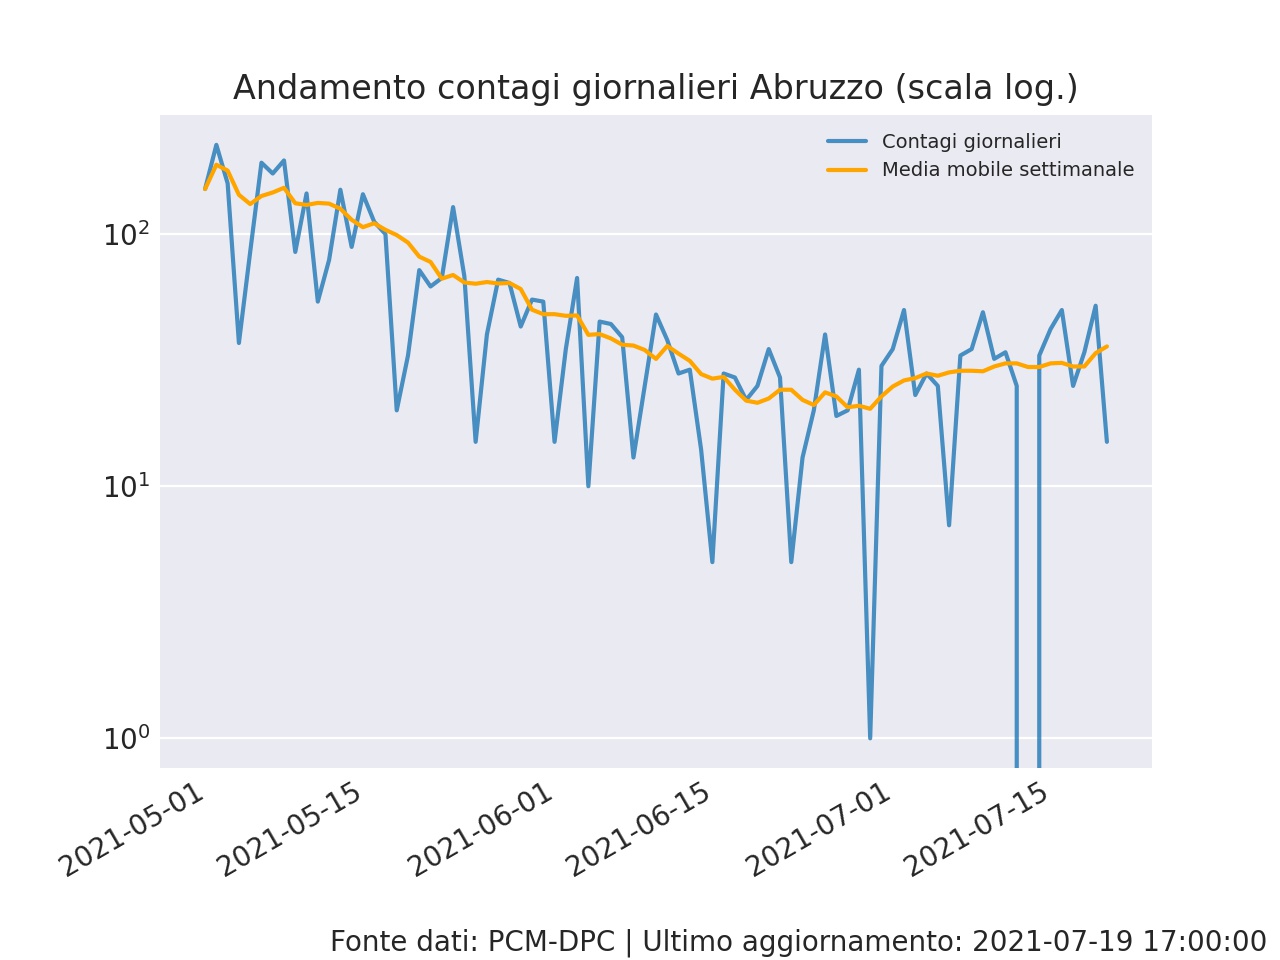 Andamento contagi giornalieri Abruzzo (scala log.)
Contagi giornalieri
Media mobile settimanale
10²
10¹
10⁰
2021-05-01
2021-05-15
2021-06-01
2021-06-15
2021-07-01
2021-07-15
Fonte dati: PCM-DPC | Ultimo aggiornamento: 2021-07-19 17:00:00